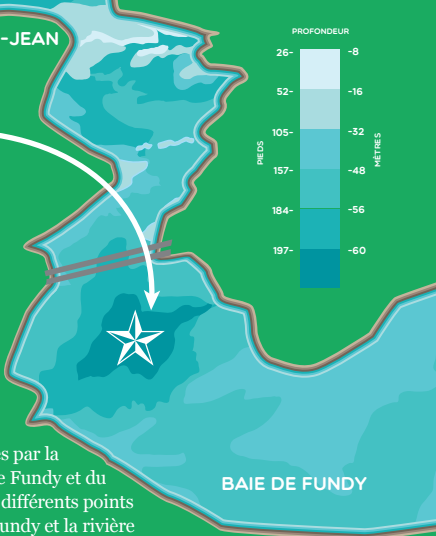 -JEAN
PROFONDEUR
26- -8
52- -16
105- -32
PIEDS
MÈTRES
157- -48
184- -56
197- -60
s par la
e Fundy et du
différents points
undy et la rivière
BAIE DE FUNDY